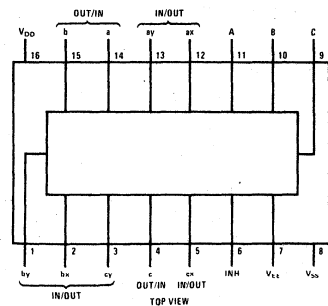 OUT/IN IN/OUT
VDD b a ay ax A B C
16 15 14 13 12 11 10 9
1 2 3 4 5 6 7 8
by bx cy c cx INH VEE VSS
IN/OUT OUT/IN IN/OUT
TOP VIEW